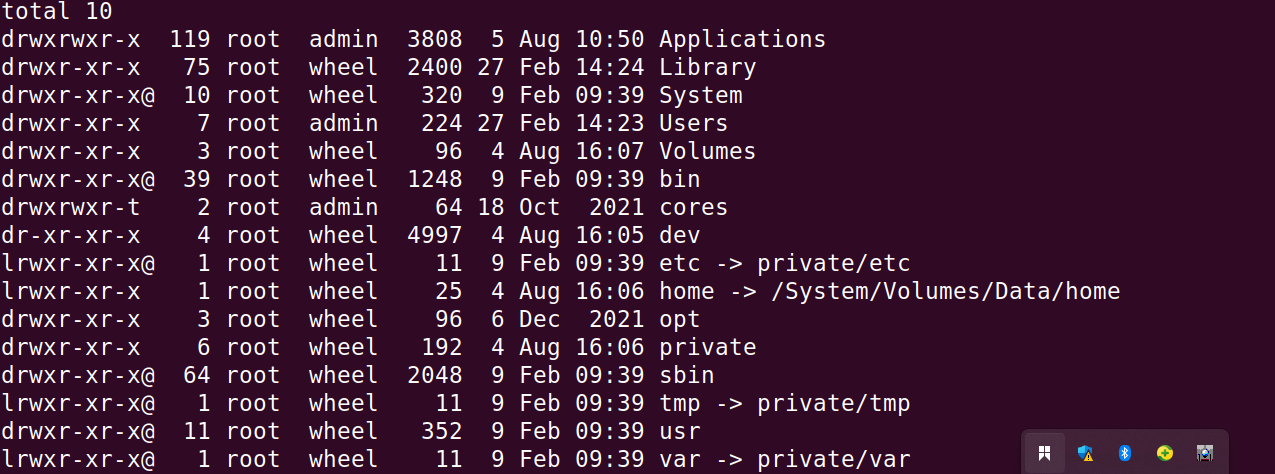 total 10
drwxrwxr-x  119 root  admin  3808  5 Aug 10:50 Applications
drwxr-xr-x   75 root  wheel  2400 27 Feb 14:24 Library
drwxr-xr-x@  10 root  wheel   320  9 Feb 09:39 System
drwxr-xr-x    7 root  admin   224 27 Feb 14:23 Users
drwxr-xr-x    3 root  wheel    96  4 Aug 16:07 Volumes
drwxr-xr-x@  39 root  wheel  1248  9 Feb 09:39 bin
drwxrwxr-t    2 root  admin    64 18 Oct  2021 cores
dr-xr-xr-x    4 root  wheel  4997  4 Aug 16:05 dev
lrwxr-xr-x@   1 root  wheel    11  9 Feb 09:39 etc -> private/etc
lrwxr-xr-x    1 root  wheel    25  4 Aug 16:06 home -> /System/Volumes/Data/home
drwxr-xr-x    3 root  wheel    96  6 Dec  2021 opt
drwxr-xr-x    6 root  wheel   192  4 Aug 16:06 private
drwxr-xr-x@  64 root  wheel  2048  9 Feb 09:39 sbin
lrwxr-xr-x@   1 root  wheel    11  9 Feb 09:39 tmp -> private/tmp
drwxr-xr-x@  11 root  wheel   352  9 Feb 09:39 usr
lrwxr-xr-x@   1 root  wheel    11  9 Feb 09:39 var -> private/var